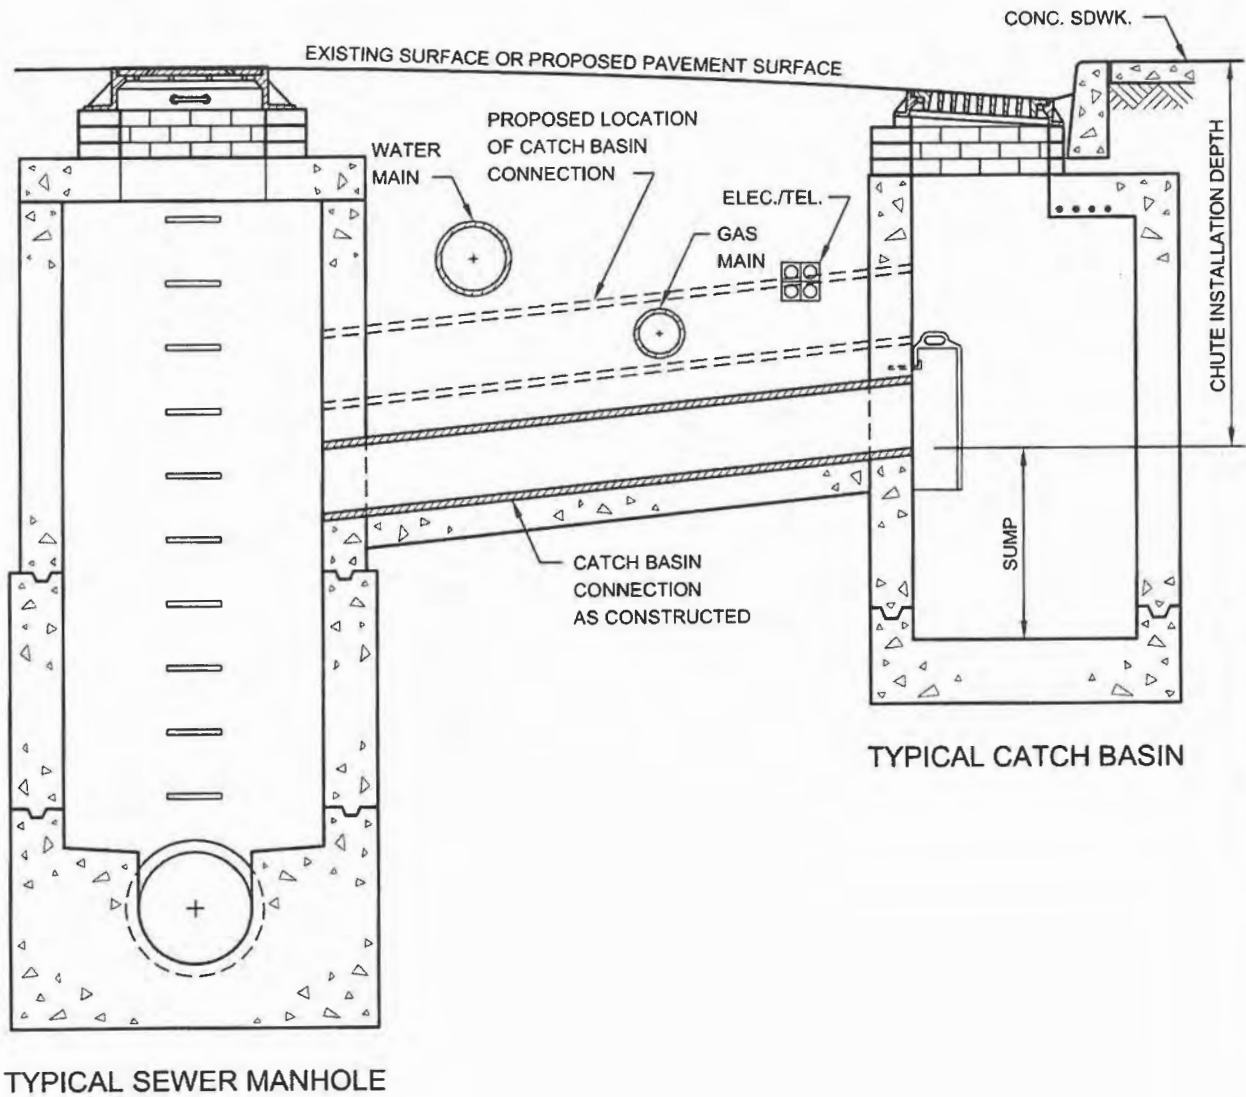 CONC. SDWK.
EXISTING SURFACE OR PROPOSED PAVEMENT SURFACE
PROPOSED LOCATION
OF CATCH BASIN
CONNECTION
WATER
MAIN
ELEC./TEL.
GAS
MAIN
CHUTE INSTALLATION DEPTH
SUMP
CATCH BASIN
CONNECTION
AS CONSTRUCTED
TYPICAL CATCH BASIN
TYPICAL SEWER MANHOLE